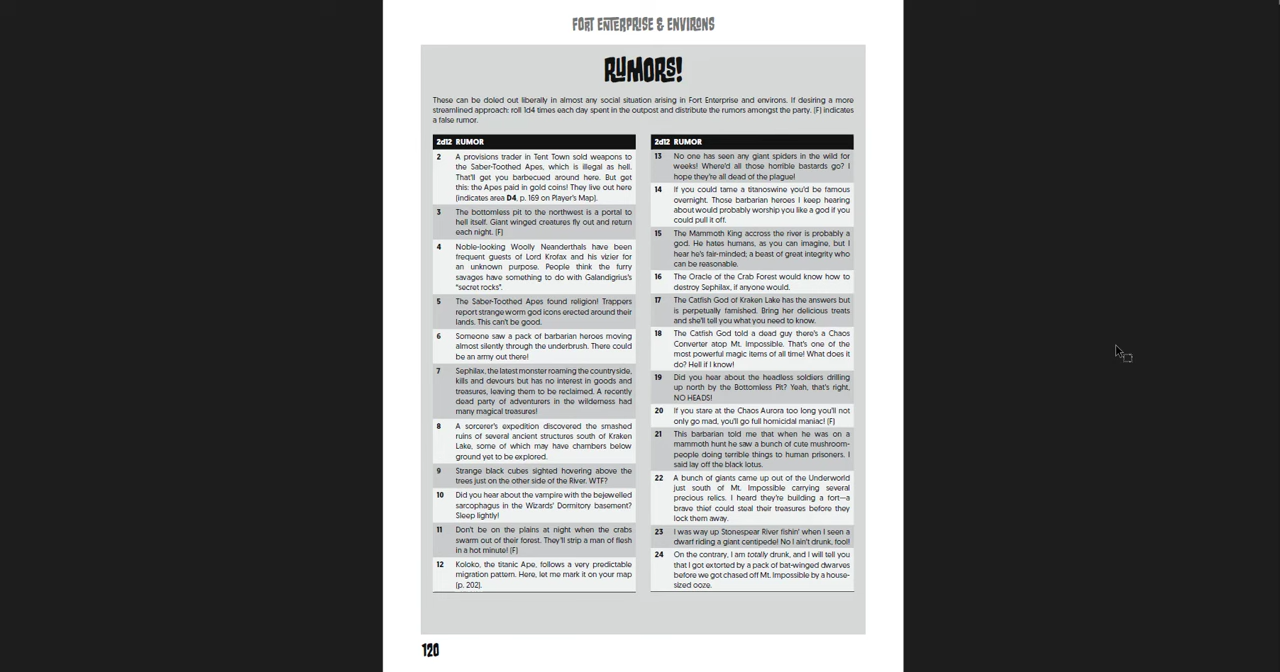 FORT ENTERPRISE & ENVIRONS
RUMORS!
These can be doled out liberally in almost any social situation arising in Fort Enterprise and environs. If desiring a more
streamlined approach: roll 1d4 times each day spent in the outpost and distribute the rumors amongst the party. (F) indicates
a false rumor.
2d12 RUMOR
2 A provisions trader in Tent Town sold weapons to
the Saber-Toothed Apes, which is illegal as hell.
That'll get you barbecued around here. But get
this: the Apes paid in gold coins! They live out here
(indicates area D4, p. 169 on Player's Map).
3 The bottomless pit to the northwest is a portal to
hell itself. Giant winged creatures fly out and return
each night. (F)
4 Noble-looking Woolly Neanderthals have been
frequent guests of Lord Krofax and his vizier for
an unknown purpose. People think the furry
savages have something to do with Galandigrius's
"secret rocks".
5 The Saber-Toothed Apes found religion! Trappers
report strange worm god icons erected around their
lands. This can't be good.
6 Someone saw a pack of barbarian heroes moving
almost silently through the underbrush. There could
be an army out there!
7 Sephilax, the latest monster roaming the countryside,
kills and devours but has no interest in goods and
treasures, leaving them to be reclaimed. A recently
dead party of adventurers in the wilderness had
many magical treasures!
8 A sorcerer's expedition discovered the smashed
ruins of several ancient structures south of Kraken
Lake, some of which may have chambers below
ground yet to be explored.
9 Strange black cubes sighted hovering above the
trees just on the other side of the River. WTF?
10 Did you hear about the vampire with the bejewelled
sarcophagus in the Wizards' Dormitory basement?
Sleep lightly!
11 Don't be on the plains at night when the crabs
swarm out of their forest. They'll strip a man of flesh
in a hot minute! (F)
12 Koloko, the titanic Ape, follows a very predictable
migration pattern. Here, let me mark it on your map
(p. 202).
2d12 RUMOR
13 No one has seen any giant spiders in the wild for
weeks! Where'd all those horrible bastards go? I
hope they're all dead of the plague!
14 If you could tame a titanoswine you'd be famous
overnight. Those barbarian heroes I keep hearing
about would probably worship you like a god if you
could pull it off.
15 The Mammoth King accross the river is probably a
god. He hates humans, as you can imagine, but I
hear he's fair-minded; a beast of great integrity who
can be reasonable.
16 The Oracle of the Crab Forest would know how to
destroy Sephilax, if anyone would.
17 The Catfish God of Kraken Lake has the answers but
is perpetually famished. Bring her delicious treats
and she'll tell you what you need to know.
18 The Catfish God told a dead guy there's a Chaos
Converter atop Mt. Impossible. That's one of the
most powerful magic items of all time! What does it
do? Hell if I know!
19 Did you hear about the headless soldiers drilling
up north by the Bottomless Pit? Yeah, that's right,
NO HEADS!
20 If you stare at the Chaos Aurora too long you'll not
only go mad, you'll go full homicidal maniac! (F)
21 This barbarian told me that when he was on a
mammoth hunt he saw a bunch of cute mushroom-
people doing terrible things to human prisoners. I
said lay off the black lotus.
22 A bunch of giants came up out of the Underworld
just south of Mt. Impossible carrying several
precious relics. I heard they're building a fort—a
brave thief could steal their treasures before they
lock them away.
23 I was way up Stonespear River fishin' when I seen a
dwarf riding a giant centipede! No I ain't drunk, fool!
24 On the contrary, I am totally drunk, and I will tell you
that I got extorted by a pack of bat-winged dwarves
before we got chased off Mt. Impossible by a house-
sized ooze.
120